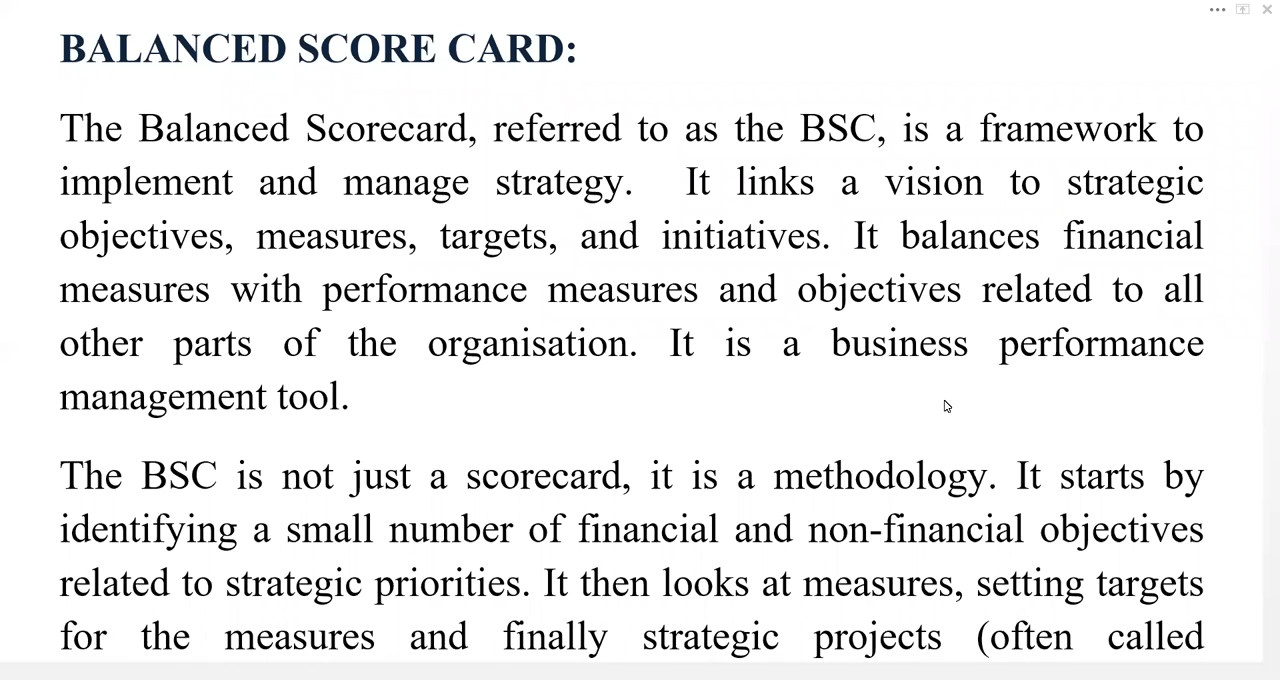 BALANCED SCORE CARD:
The Balanced Scorecard, referred to as the BSC, is a framework to
implement and manage strategy. It links a vision to strategic
objectives, measures, targets, and initiatives. It balances financial
measures with performance measures and objectives related to all
other parts of the organisation. It is a business performance
management tool.
The BSC is not just a scorecard, it is a methodology. It starts by
identifying a small number of financial and non-financial objectives
related to strategic priorities. It then looks at measures, setting targets
for the measures and finally strategic projects (often called